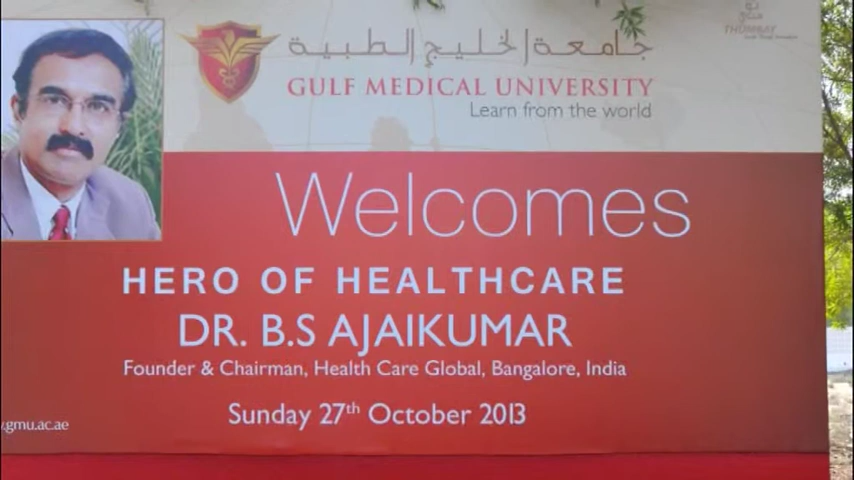 جامعة الخليج الطبية
THUMBAY
GULF MEDICAL UNIVERSITY
Learn from the world
Welcomes
HERO OF HEALTHCARE
DR. B.S AJAIKUMAR
Founder & Chairman, Health Care Global, Bangalore, India
Sunday 27th October 2013
.gmu.ac.ae